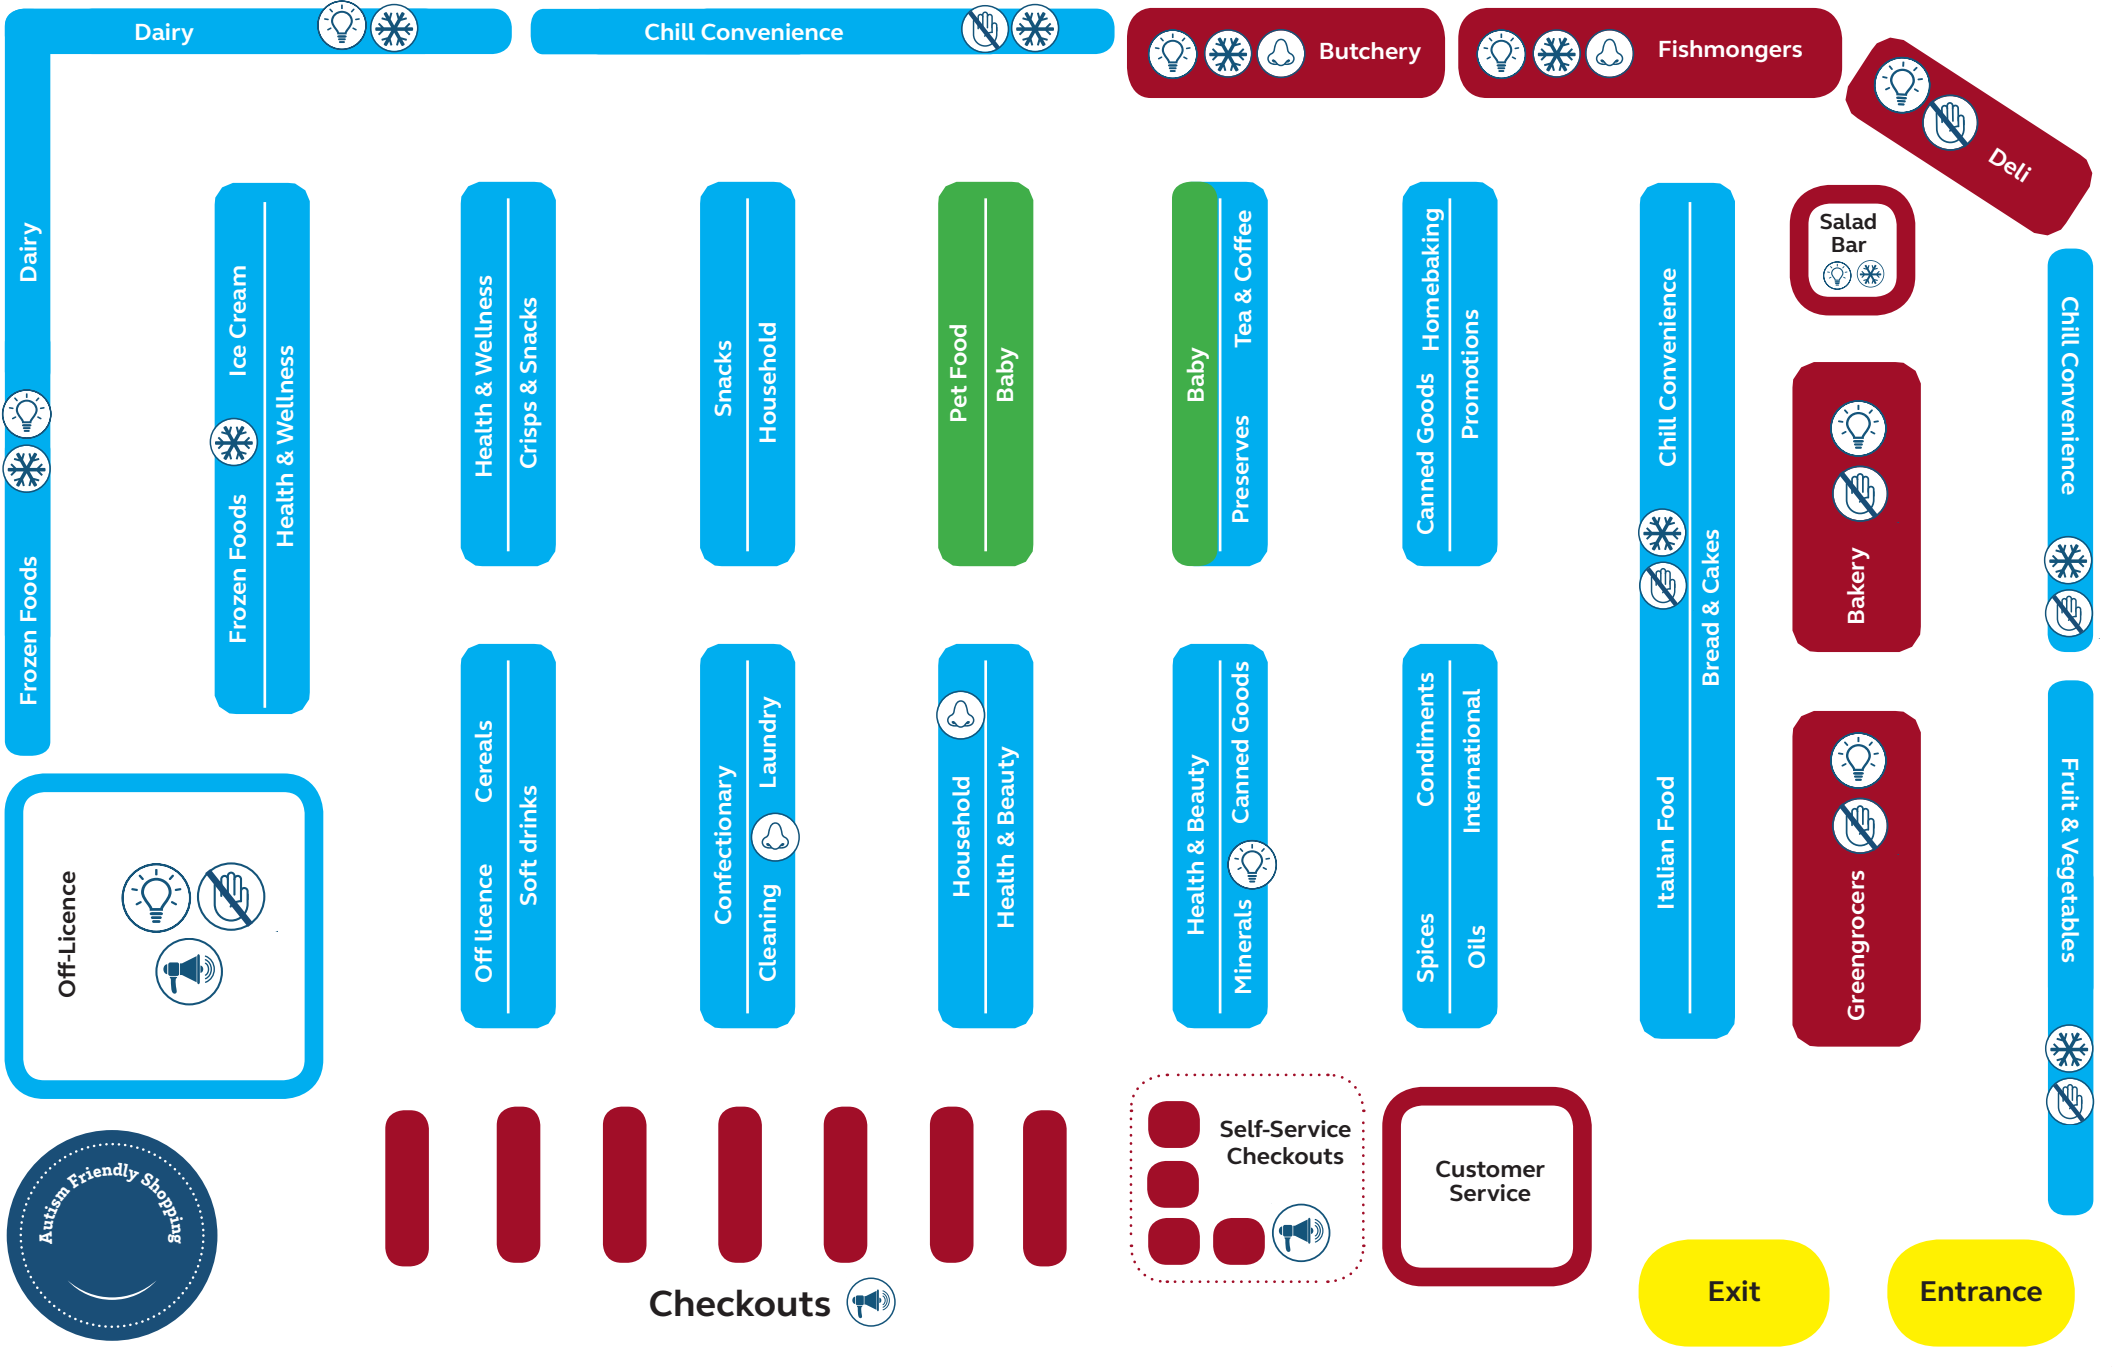 Dairy
Chill Convenience
Butchery
Fishmongers
Deli
Dairy
Frozen Foods
Ice Cream
Frozen Foods
Health & Wellness
Health & Wellness
Crisps & Snacks
Snacks
Household
Pet Food
Baby
Baby
Tea & Coffee
Preserves
Homebaking
Canned Goods
Promotions
Chill Convenience
Italian Food
Bread & Cakes
Salad
Bar
Bakery
Greengrocers
Chill Convenience
Fruit & Vegetables
Off-Licence
Cereals
Off licence
Soft drinks
Confectionary
Laundry
Cleaning
Household
Health & Beauty
Health & Beauty
Canned Goods
Minerals
Condiments
Spices
International
Oils
Autism Friendly Shopping
Checkouts
Self-Service
Checkouts
Customer
Service
Exit
Entrance